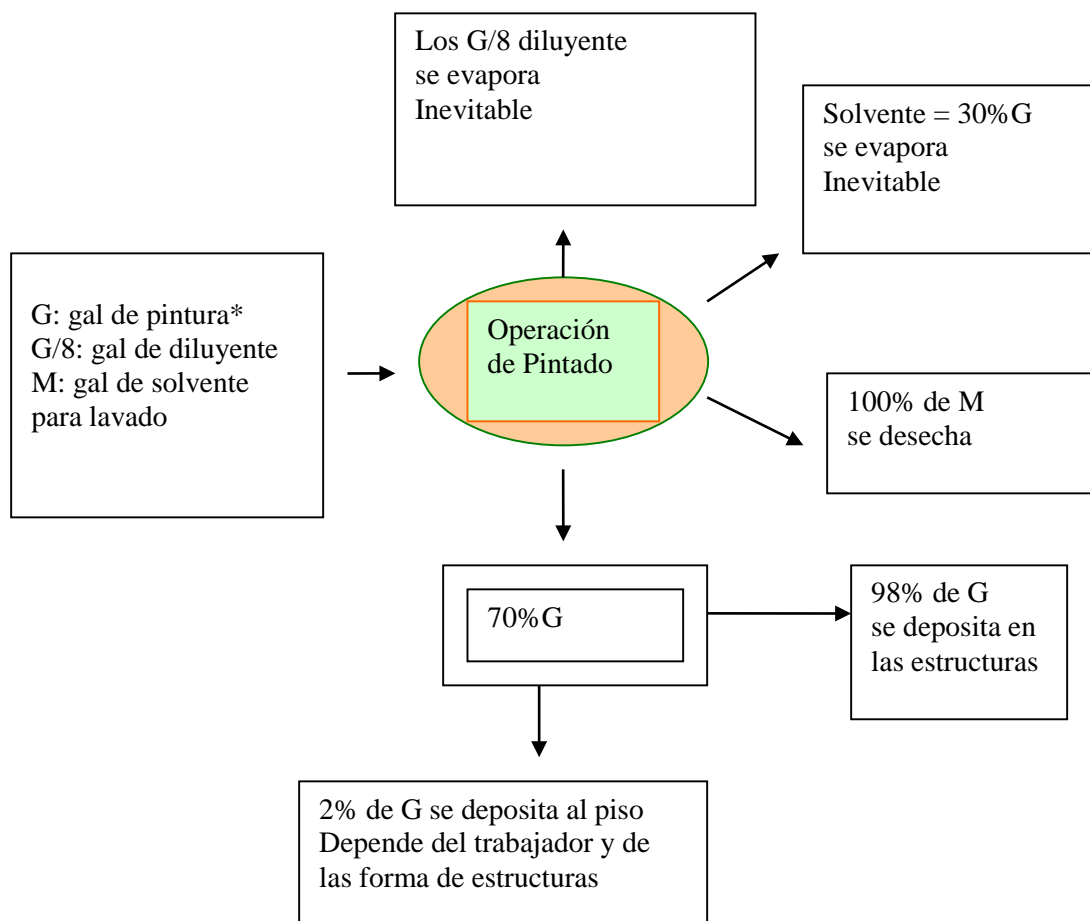 Los G/8 diluyente
se evapora
Inevitable
Solvente = 30%G
se evapora
Inevitable
G: gal de pintura*
G/8: gal de diluyente
M: gal de solvente
para lavado
Operación
de Pintado
100% de M
se desecha
70%G
98% de G
se deposita en
las estructuras
2% de G se deposita al piso
Depende del trabajador y de
las forma de estructuras